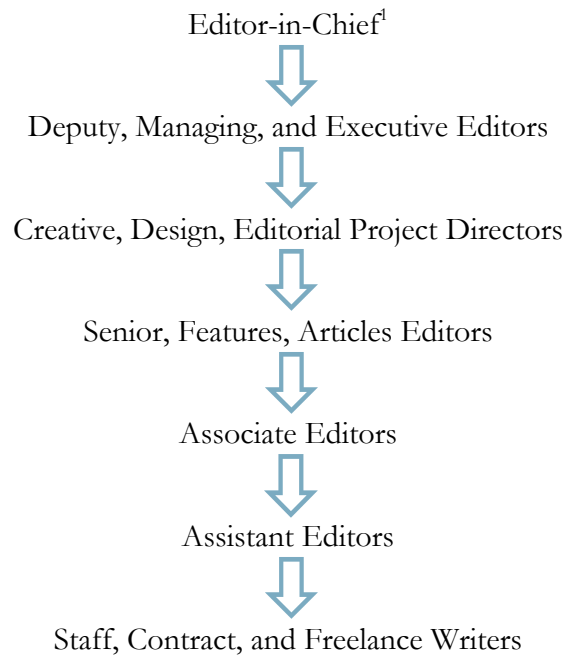 Editor-in-Chief¹
Deputy, Managing, and Executive Editors
Creative, Design, Editorial Project Directors
Senior, Features, Articles Editors
Associate Editors
Assistant Editors
Staff, Contract, and Freelance Writers